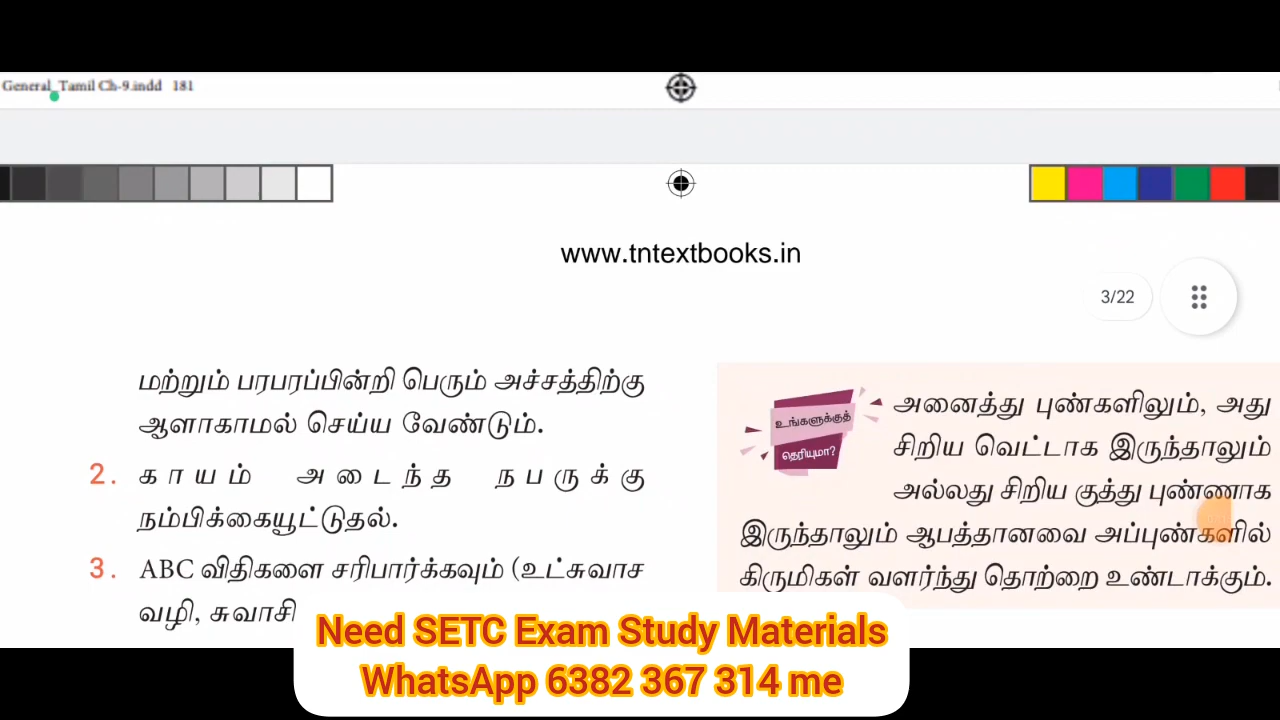 General_Tamil Ch-9.indd 181
www.tntextbooks.in
3/22
மற்றும் பரபரப்பின்றி பெரும் அச்சத்திற்கு
ஆளாகாமல் செய்ய வேண்டும்.
2. காயம் அடைந்த நபருக்கு
நம்பிக்கையூட்டுதல்.
3. ABC விதிகளை சரிபார்க்கவும் (உட்சுவாச
வழி, சுவாசி
உங்களுக்குத்
தெரியுமா?
அனைத்து புண்களிலும், அது
சிறிய வெட்டாக இருந்தாலும்
அல்லது சிறிய குத்து புண்ணாக
இருந்தாலும் ஆபத்தானவை அப்புண்களில்
கிருமிகள் வளர்ந்து தொற்றை உண்டாக்கும்.
Need SETC Exam Study Materials
WhatsApp 6382 367 314 me